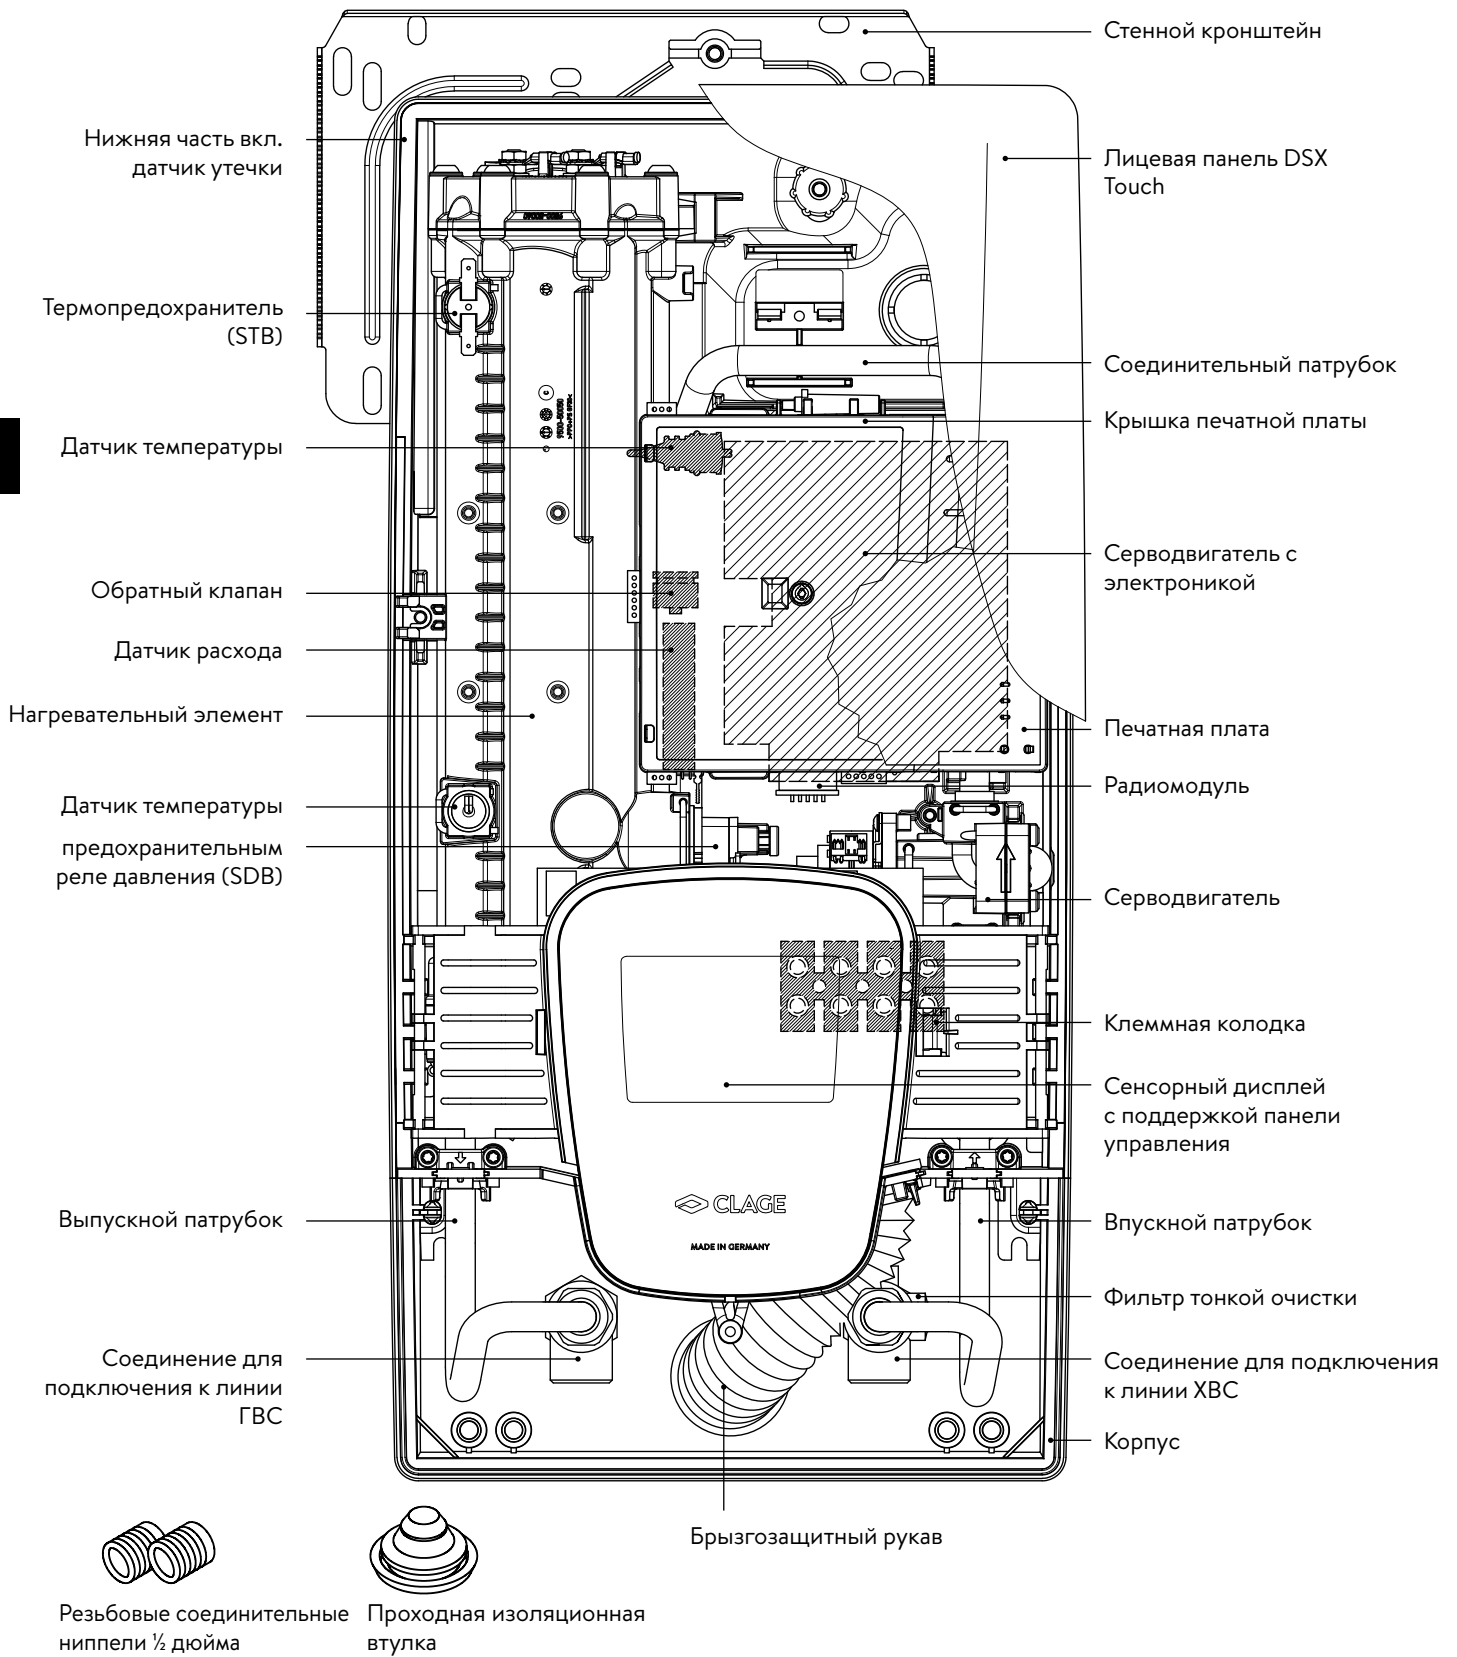 Стенной кронштейн
Нижняя часть вкл.
датчик утечки
Лицевая панель DSX
Touch
Термопредохранитель
(STB)
Соединительный патрубок
Крышка печатной платы
Датчик температуры
Серводвигатель с
электроникой
Обратный клапан
Датчик расхода
Нагревательный элемент
Печатная плата
Радиомодуль
Датчик температуры
предохранительным
реле давления (SDB)
Серводвигатель
Клеммная колодка
Сенсорный дисплей
с поддержкой панели
управления
CLAGE
MADE IN GERMANY
Выпускной патрубок
Впускной патрубок
Фильтр тонкой очистки
Соединение для
подключения к линии
ГВС
Соединение для подключения
к линии ХВС
Корпус
Брызгозащитный рукав
Резьбовые соединительные
ниппели ½ дюйма
Проходная изоляционная
втулка